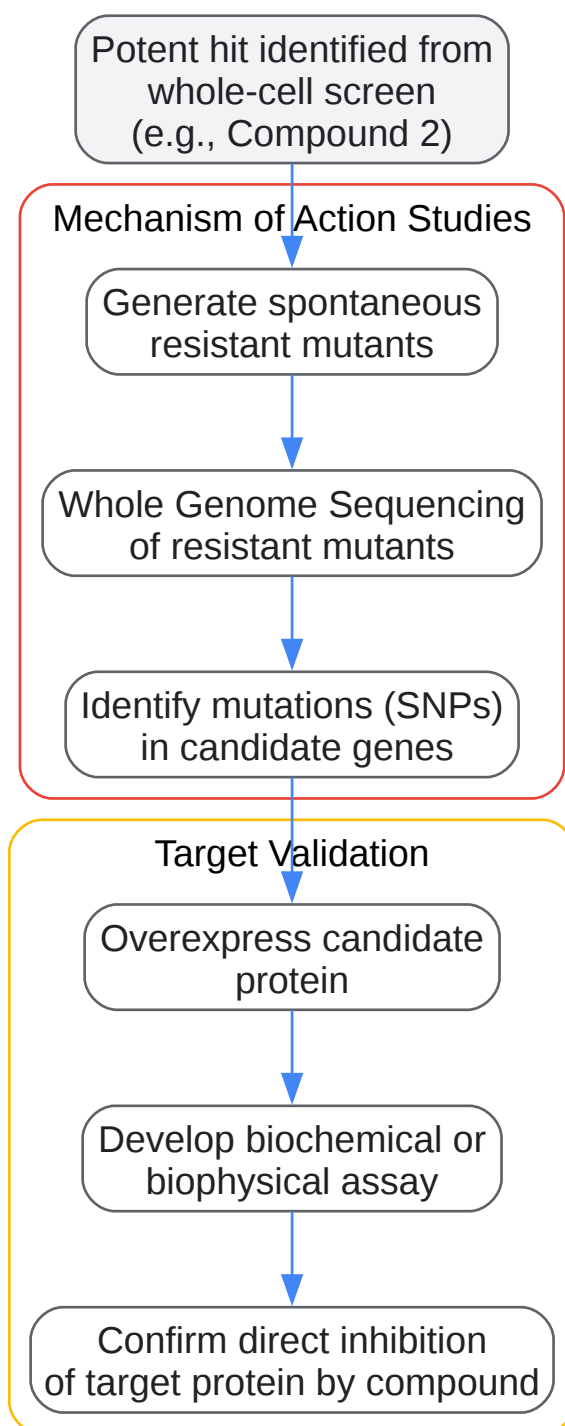 Potent hit identified from
whole-cell screen
(e.g., Compound 2)
Mechanism of Action Studies
Generate spontaneous
resistant mutants
Whole Genome Sequencing
of resistant mutants
Identify mutations (SNPs)
in candidate genes
Target Validation
Overexpress candidate
protein
Develop biochemical or
biophysical assay
Confirm direct inhibition
of target protein by compound